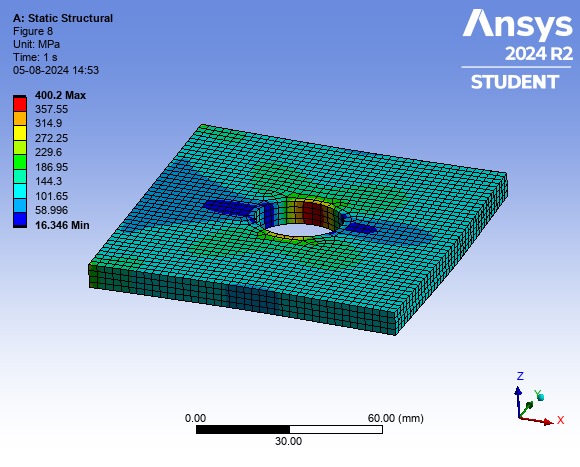 A: Static Structural
Figure 8
Unit: MPa
Time: 1 s
05-08-2024 14:53
400.2 Max
357.55
314.9
272.25
229.6
186.95
144.3
101.65
58.996
16.346 Min
Ansys
2024 R2
STUDENT
0.00
60.00 (mm)
30.00
Z
Y
X